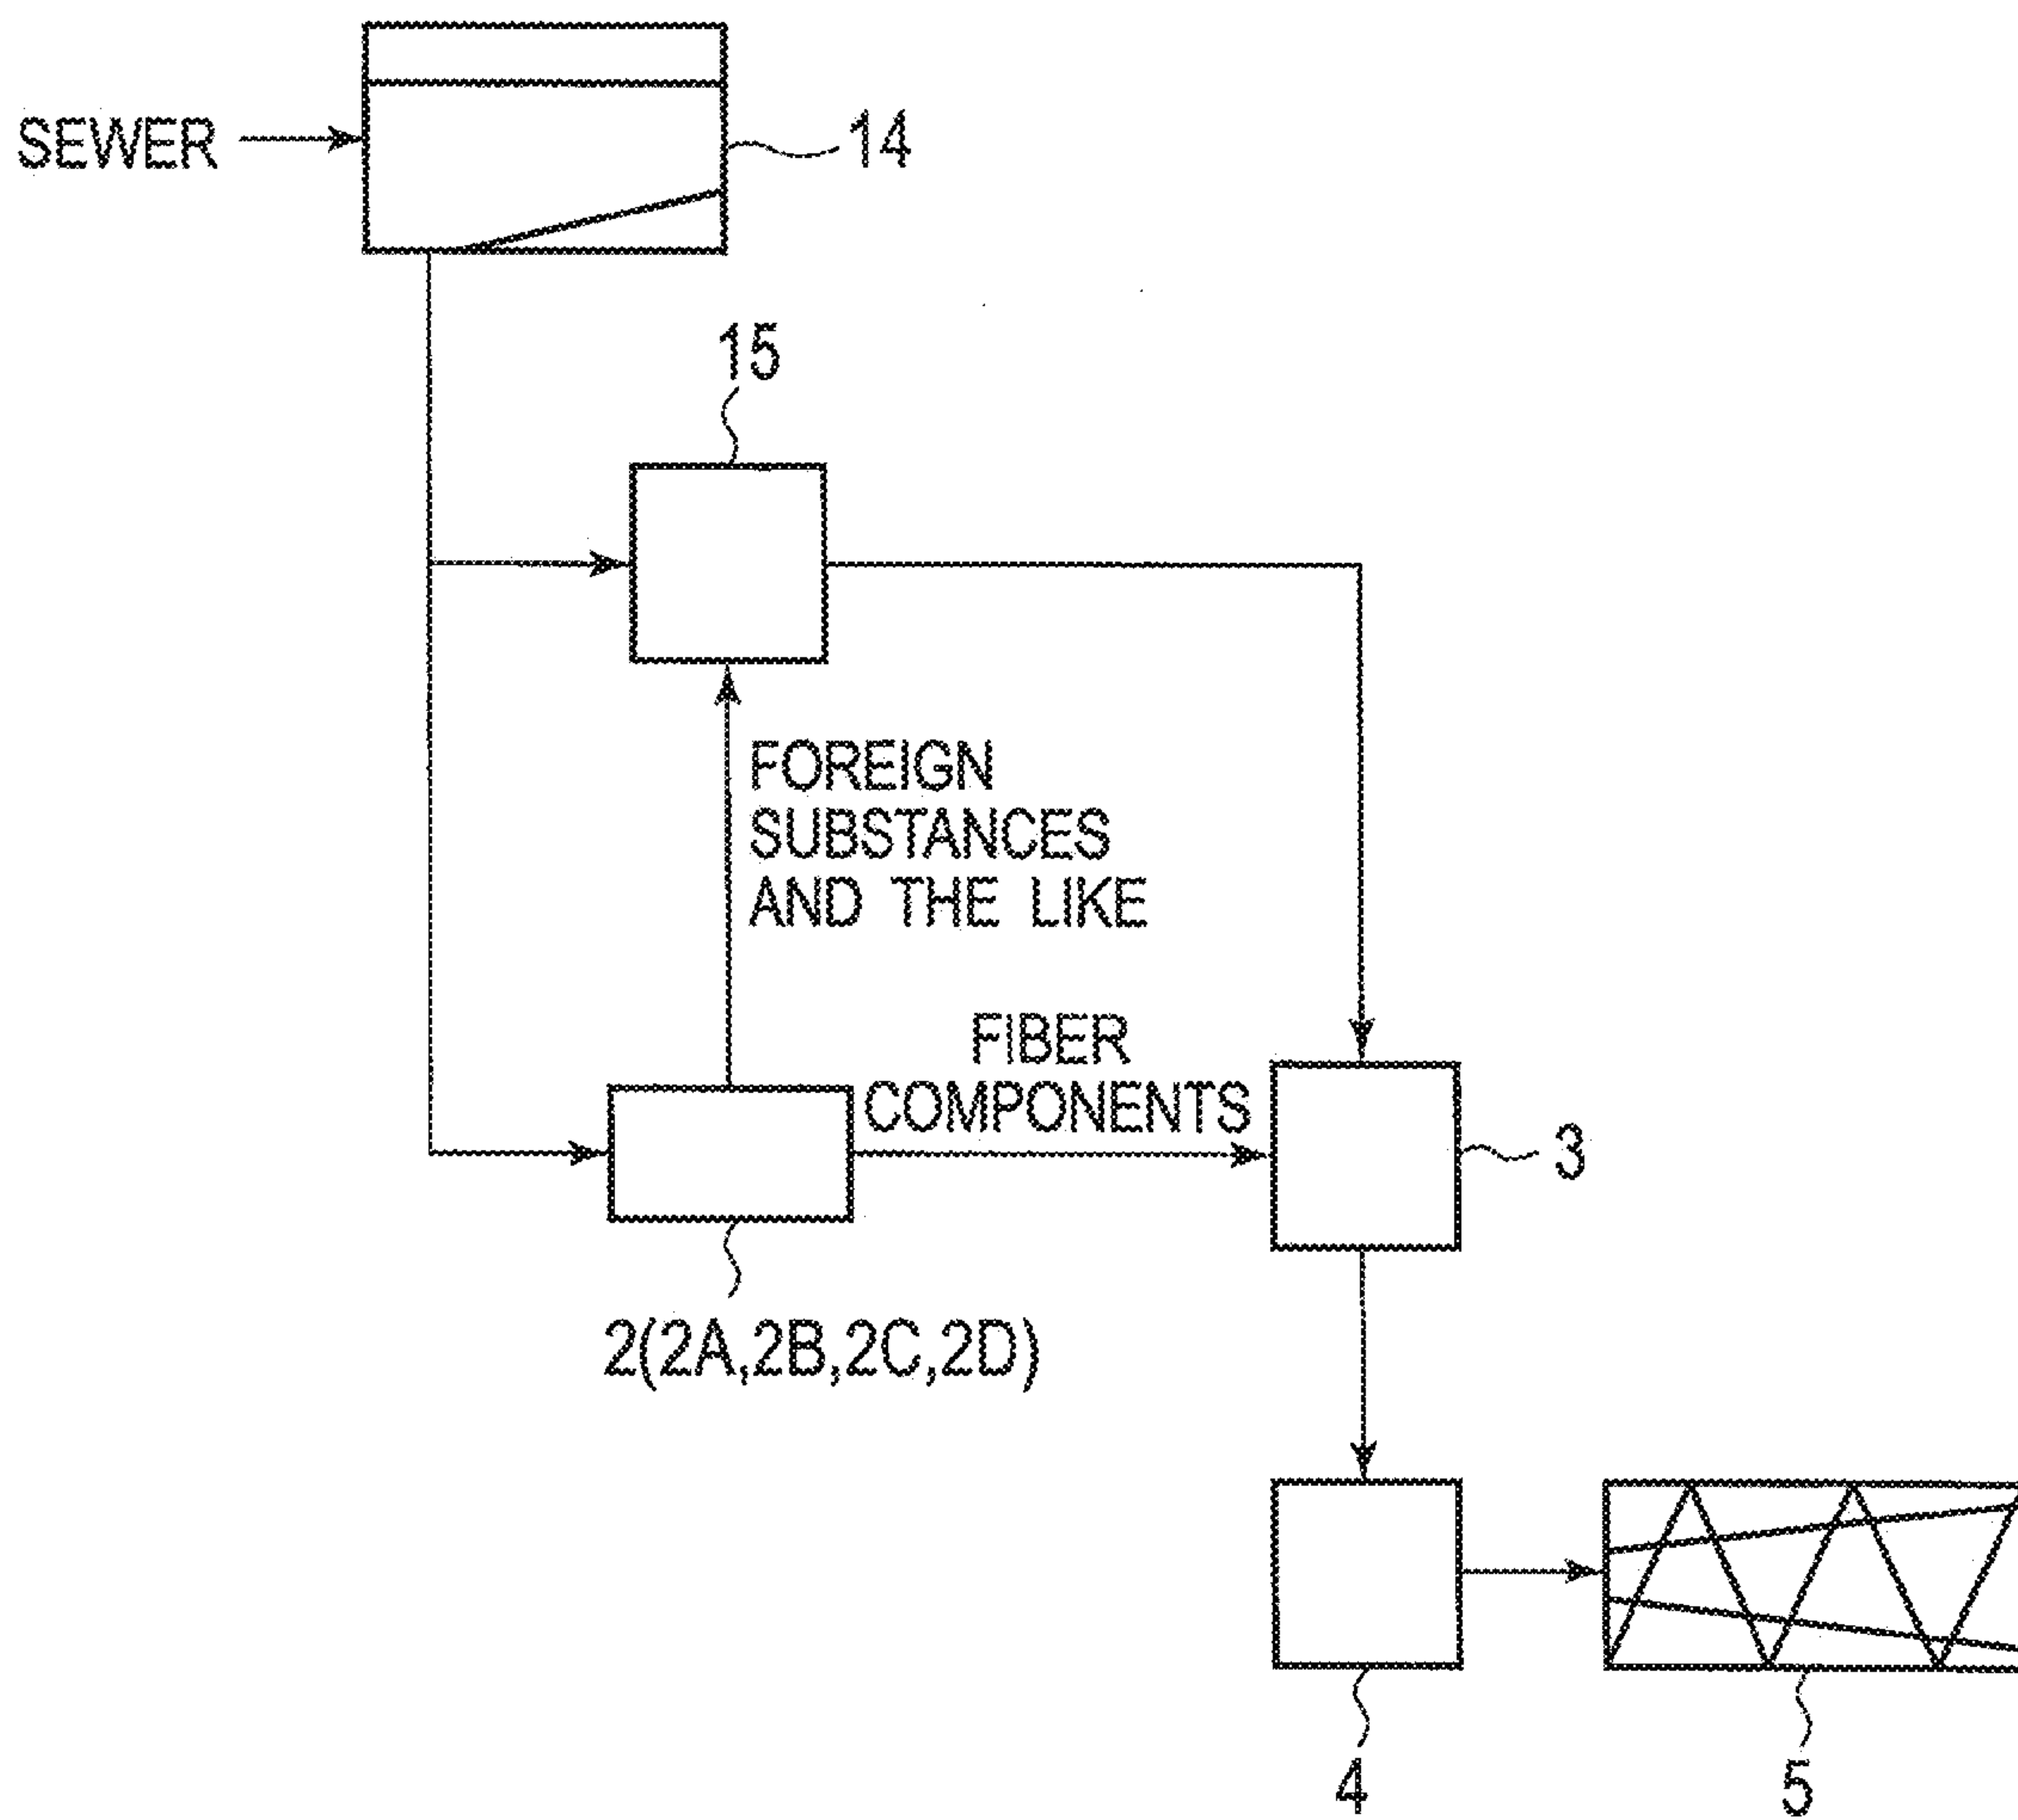 SEWER
14
15
FOREIGN
SUBSTANCES
AND THE LIKE
FIBER
COMPONENTS
3
2(2A,2B,2C,2D)
4
5